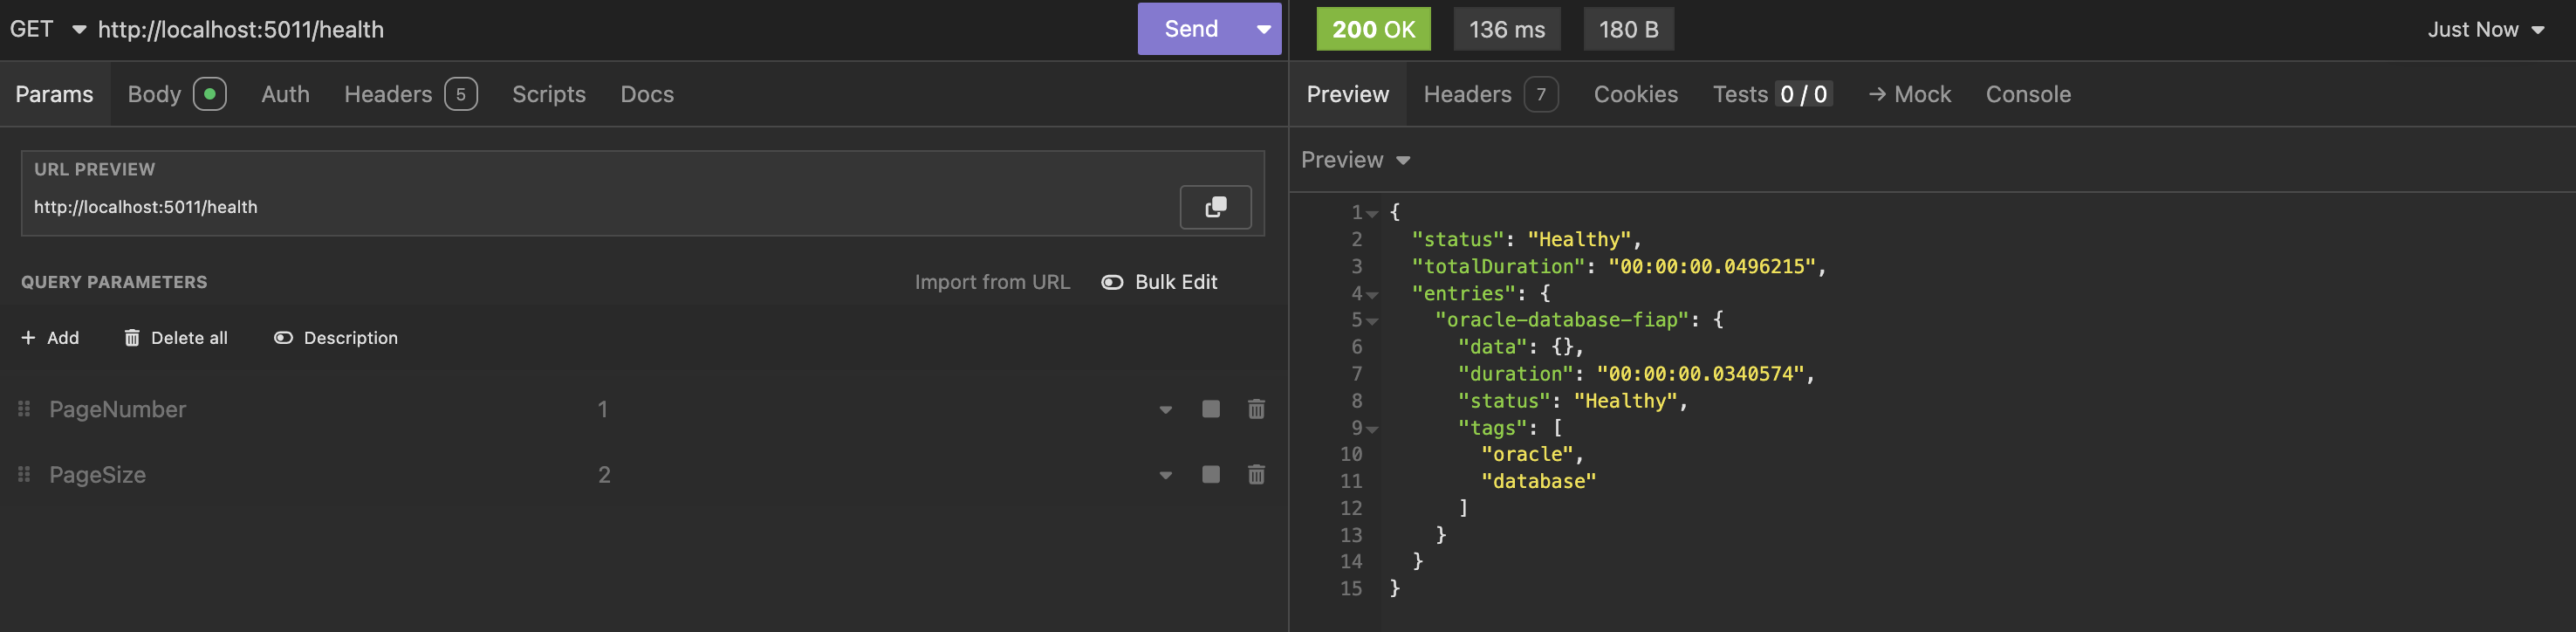 GET http://localhost:5011/health Send
Params Body Auth Headers 5 Scripts Docs
URL PREVIEW
http://localhost:5011/health
QUERY PARAMETERS Import from URL Bulk Edit
+ Add Delete all Description
PageNumber 1
PageSize 2
200 OK 136 ms 180 B Just Now
Preview Headers 7 Cookies Tests 0 / 0 → Mock Console
Preview
1 {
2 "status": "Healthy",
3 "totalDuration": "00:00:00.0496215",
4 "entries": {
5 "oracle-database-fiap": {
6 "data": {},
7 "duration": "00:00:00.0340574",
8 "status": "Healthy",
9 "tags": [
10 "oracle",
11 "database"
12 ]
13 }
14 }
15 }